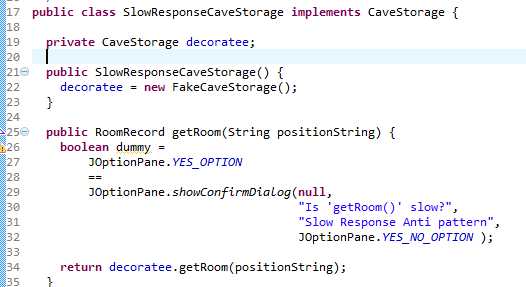 17 public class SlowResponseCaveStorage implements CaveStorage {
18
19 private CaveStorage decoratee;
20
21 public SlowResponseCaveStorage() {
22 decoratee = new FakeCaveStorage();
23 }
24
25 public RoomRecord getRoom(String positionString) {
26 boolean dummy =
27 JOptionPane.YES_OPTION
28 ==
29 JOptionPane.showConfirmDialog(null,
30 "Is 'getRoom()' slow?",
31 "Slow Response Anti pattern",
32 JOptionPane.YES_NO_OPTION );
33
34 return decoratee.getRoom(positionString);
35 }